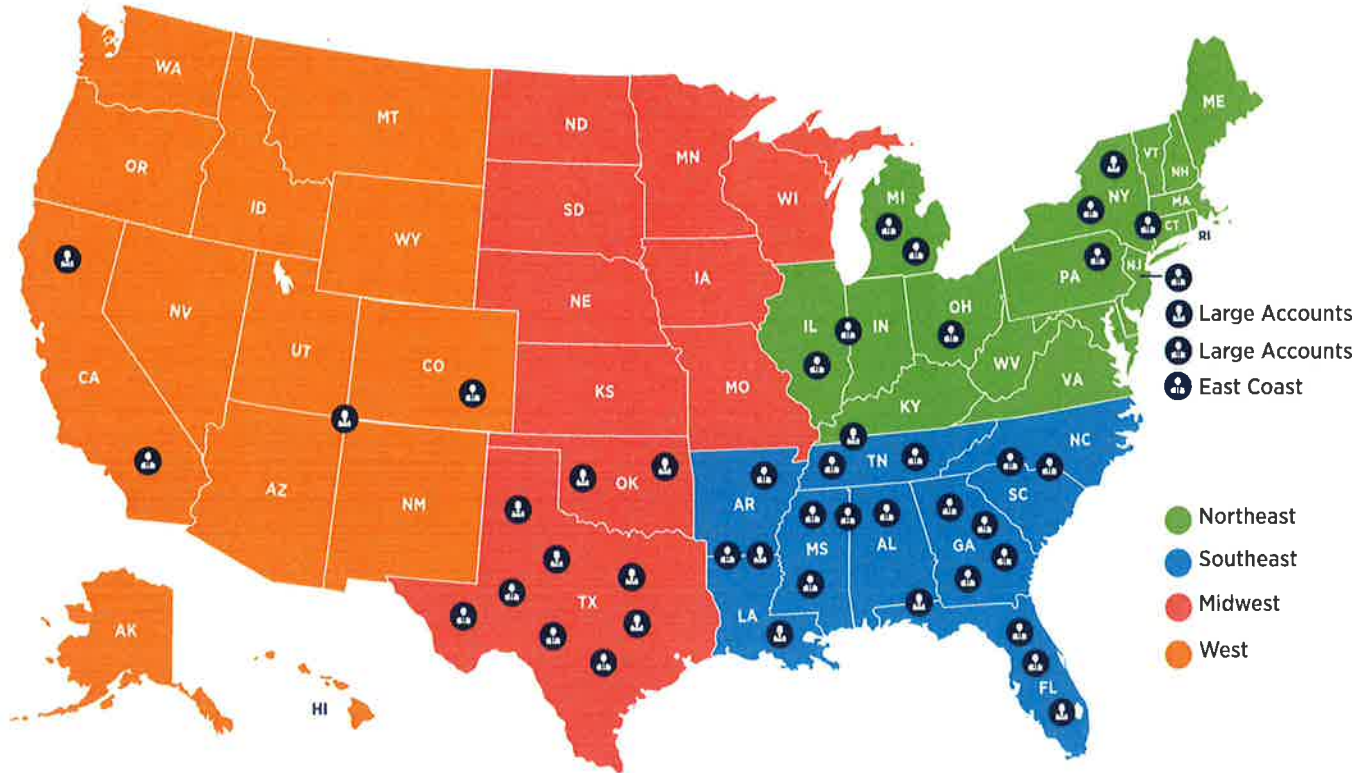 WA
MT
ND
MN
ME
OR
ID
WY
SD
WI
MI
VT
NH
NY
MA
CT
RI
NV
UT
CO
NE
IA
IL
IN
OH
PA
NJ
Large Accounts
Large Accounts
East Coast
CA
KS
MO
WV
VA
KY
AZ
NM
OK
AR
TN
NC
SC
MS
AL
GA
TX
LA
FL
AK
HI
Northeast
Southeast
Midwest
West